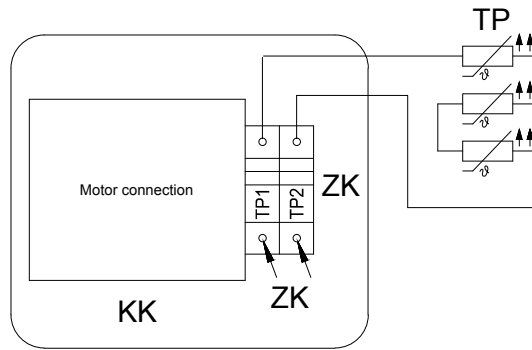 TP
ϑ
ϑ
ϑ
Motor connection
TP1
TP2
ZK
ZK
KK